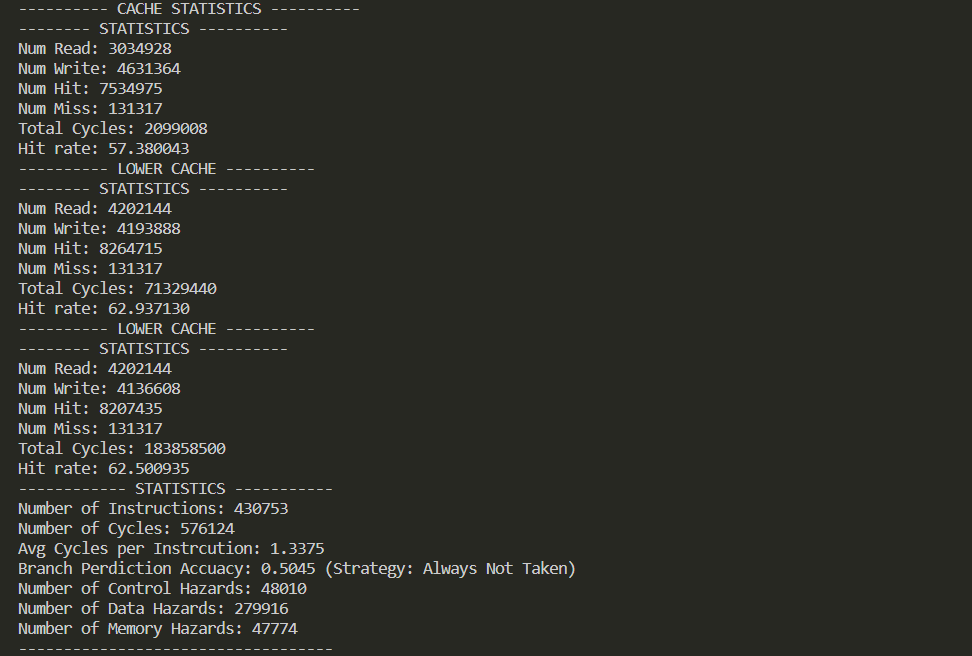 ---------- CACHE STATISTICS ----------
-------- STATISTICS ----------
Num Read: 3034928
Num Write: 4631364
Num Hit: 7534975
Num Miss: 131317
Total Cycles: 2099008
Hit rate: 57.380043
---------- LOWER CACHE ----------
-------- STATISTICS ----------
Num Read: 4202144
Num Write: 4193888
Num Hit: 8264715
Num Miss: 131317
Total Cycles: 71329440
Hit rate: 62.937130
---------- LOWER CACHE ----------
-------- STATISTICS ----------
Num Read: 4202144
Num Write: 4136608
Num Hit: 8207435
Num Miss: 131317
Total Cycles: 183858500
Hit rate: 62.500935
------------ STATISTICS -----------
Number of Instructions: 430753
Number of Cycles: 576124
Avg Cycles per Instrcution: 1.3375
Branch Perdiction Accuacy: 0.5045 (Strategy: Always Not Taken)
Number of Control Hazards: 48010
Number of Data Hazards: 279916
Number of Memory Hazards: 47774
-----------------------------------